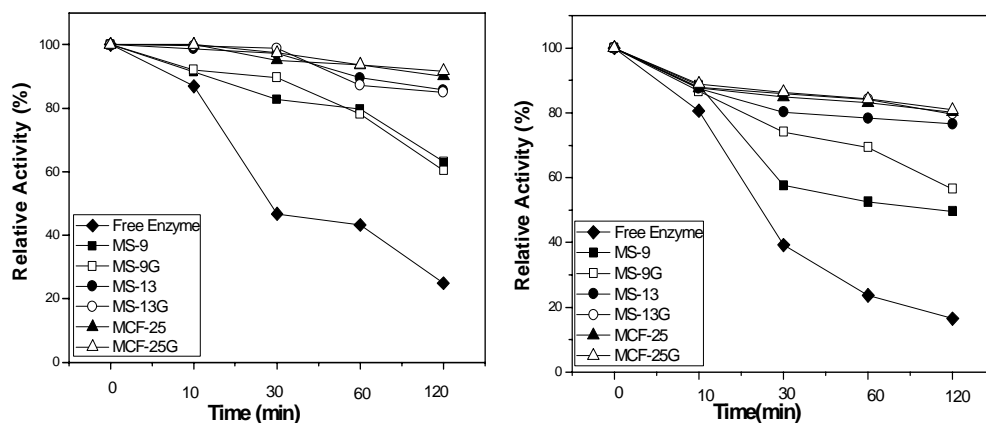 Relative Activity (%)
100
80
60
40
20
0
Free Enzyme
MS-9
MS-9G
MS-13
MS-13G
MCF-25
MCF-25G
0 10 30 60 120
Time (min)
Relative Activity (%)
100
80
60
40
20
0
Free Enzyme
MS-9
MS-9G
MS-13
MS-13G
MCF-25
MCF-25G
0 10 30 60 120
Time(min)